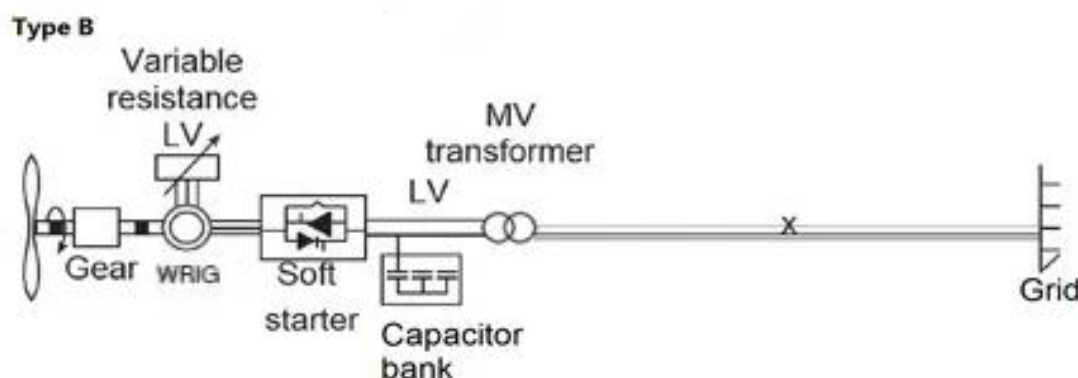 Type B
Variable
resistance
LV
MV
transformer
LV
X
Gear
WRIG
Soft
starter
Capacitor
bank
Grid